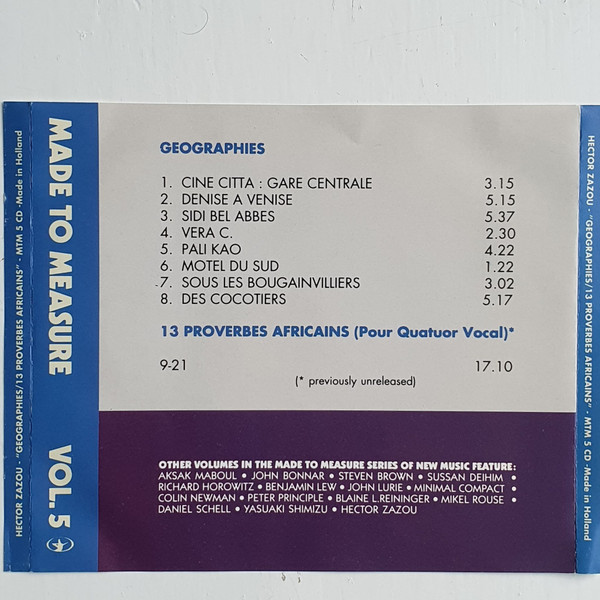 HECTOR ZAZOU - "GEOGRAPHIES/13 PROVERBES AFRICAINS" - MTM 5 CD -Made in Holland
MADE TO MEASURE VOL. 5
GEOGRAPHIES
1. CINE CITTA : GARE CENTRALE 3.15
2. DENISE A VENISE 5.15
3. SIDI BEL ABBES 5.37
4. VERA C. 2.30
5. PALI KAO 4.22
6. MOTEL DU SUD 1.22
7. SOUS LES BOUGAINVILLIERS 3.02
8. DES COCOTIERS 5.17
13 PROVERBES AFRICAINS (Pour Quatuor Vocal)*
9-21 17.10
(* previously unreleased)
OTHER VOLUMES IN THE MADE TO MEASURE SERIES OF NEW MUSIC FEATURE:
AKSAK MABOUL • JOHN BONNAR • STEVEN BROWN • SUSSAN DEIHIM •
RICHARD HOROWITZ • BENJAMIN LEW • JOHN LURIE • MINIMAL COMPACT •
COLIN NEWMAN • PETER PRINCIPLE • BLAINE L.REININGER • MIKEL ROUSE •
DANIEL SCHELL • YASUAKI SHIMIZU • HECTOR ZAZOU
HECTOR ZAZOU - "GEOGRAPHIES/13 PROVERBES AFRICAINS" - MTM 5 CD -Made in Holland